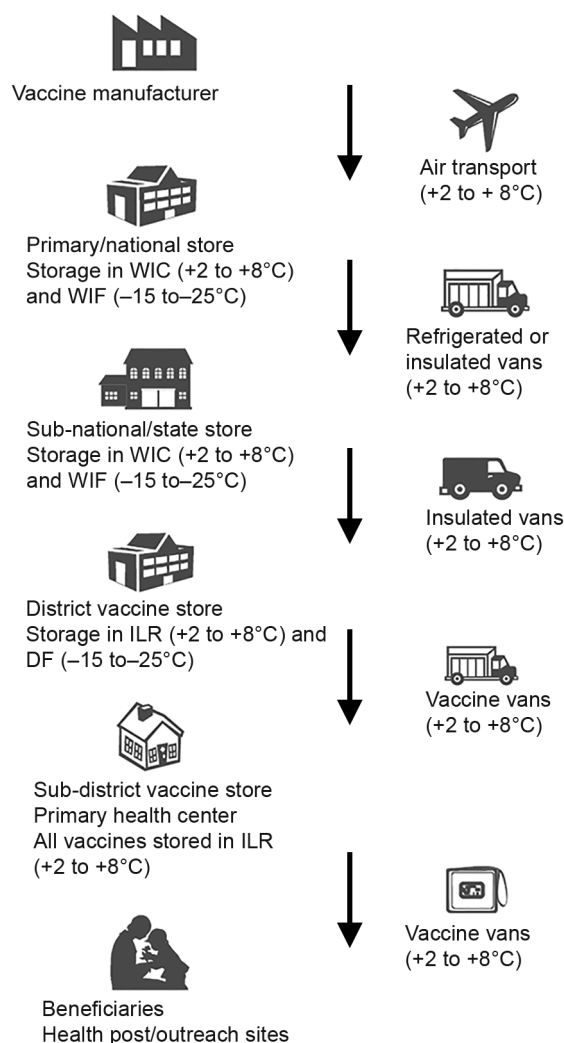 Vaccine manufacturer
Air transport
(+2 to + 8°C)
Primary/national store
Storage in WIC (+2 to +8°C)
and WIF (–15 to–25°C)
Refrigerated or
insulated vans
(+2 to +8°C)
Sub-national/state store
Storage in WIC (+2 to +8°C)
and WIF (–15 to–25°C)
Insulated vans
(+2 to +8°C)
District vaccine store
Storage in ILR (+2 to +8°C) and
DF (–15 to–25°C)
Vaccine vans
(+2 to +8°C)
Sub-district vaccine store
Primary health center
All vaccines stored in ILR
(+2 to +8°C)
Vaccine vans
(+2 to +8°C)
Beneficiaries
Health post/outreach sites